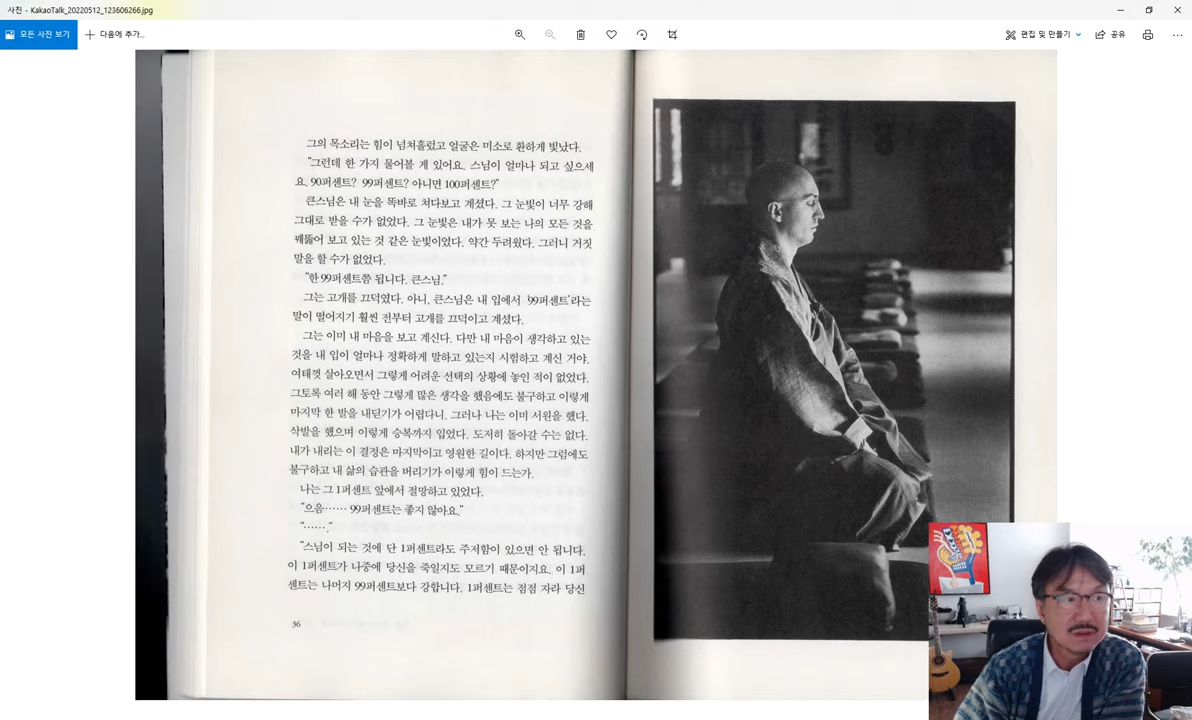 사진 - KakaoTalk_20220512_123606266.jpg
모든 사진 보기
다음에 추가...
편집 및 만들기
공유
그의 목소리는 힘이 넘쳐흘렀고 얼굴은 미소로 환하게 빛났다.
"그런데 한 가지 물어볼 게 있어요. 스님이 얼마나 되고 싶으세
요. 90퍼센트? 99퍼센트? 아니면 100퍼센트?"
큰스님은 내 눈을 똑바로 쳐다보고 계셨다. 그 눈빛이 너무 강해
그대로 받을 수가 없었다. 그 눈빛은 내가 못 보는 나의 모든 것을
꿰뚫어 보고 있는 것 같은 눈빛이었다. 약간 두려웠다. 그러니 거짓
말을 할 수가 없었다.
"한 99퍼센트쯤 됩니다. 큰스님."
그는 고개를 끄덕였다. 아니, 큰스님은 내 입에서 '99퍼센트'라는
말이 떨어지기 훨씬 전부터 고개를 끄덕이고 계셨다.
그는 이미 내 마음을 보고 계신다. 다만 내 마음이 생각하고 있는
것을 내 입이 얼마나 정확하게 말하고 있는지 시험하고 계신 거야.
여태껏 살아오면서 그렇게 어려운 선택의 상황에 놓인 적이 없었다.
그토록 여러 해 동안 그렇게 많은 생각을 했음에도 불구하고 이렇게
마지막 한 발을 내딛기가 어렵다니. 그러나 나는 이미 서원을 했다.
삭발을 했으며 이렇게 승복까지 입었다. 도저히 돌아갈 수는 없다.
내가 내리는 이 결정은 마지막이고 영원한 길이다. 하지만 그럼에도
불구하고 내 삶의 습관을 버리기가 이렇게 힘이 드는가.
나는 그 1퍼센트 앞에서 절망하고 있었다.
"으음…… 99퍼센트는 좋지 않아요."
"……."
"스님이 되는 것에 단 1퍼센트라도 주저함이 있으면 안 됩니다.
이 1퍼센트가 나중에 당신을 죽일지도 모르기 때문이지요. 이 1퍼
센트는 나머지 99퍼센트보다 강합니다. 1퍼센트는 점점 자라 당신
36